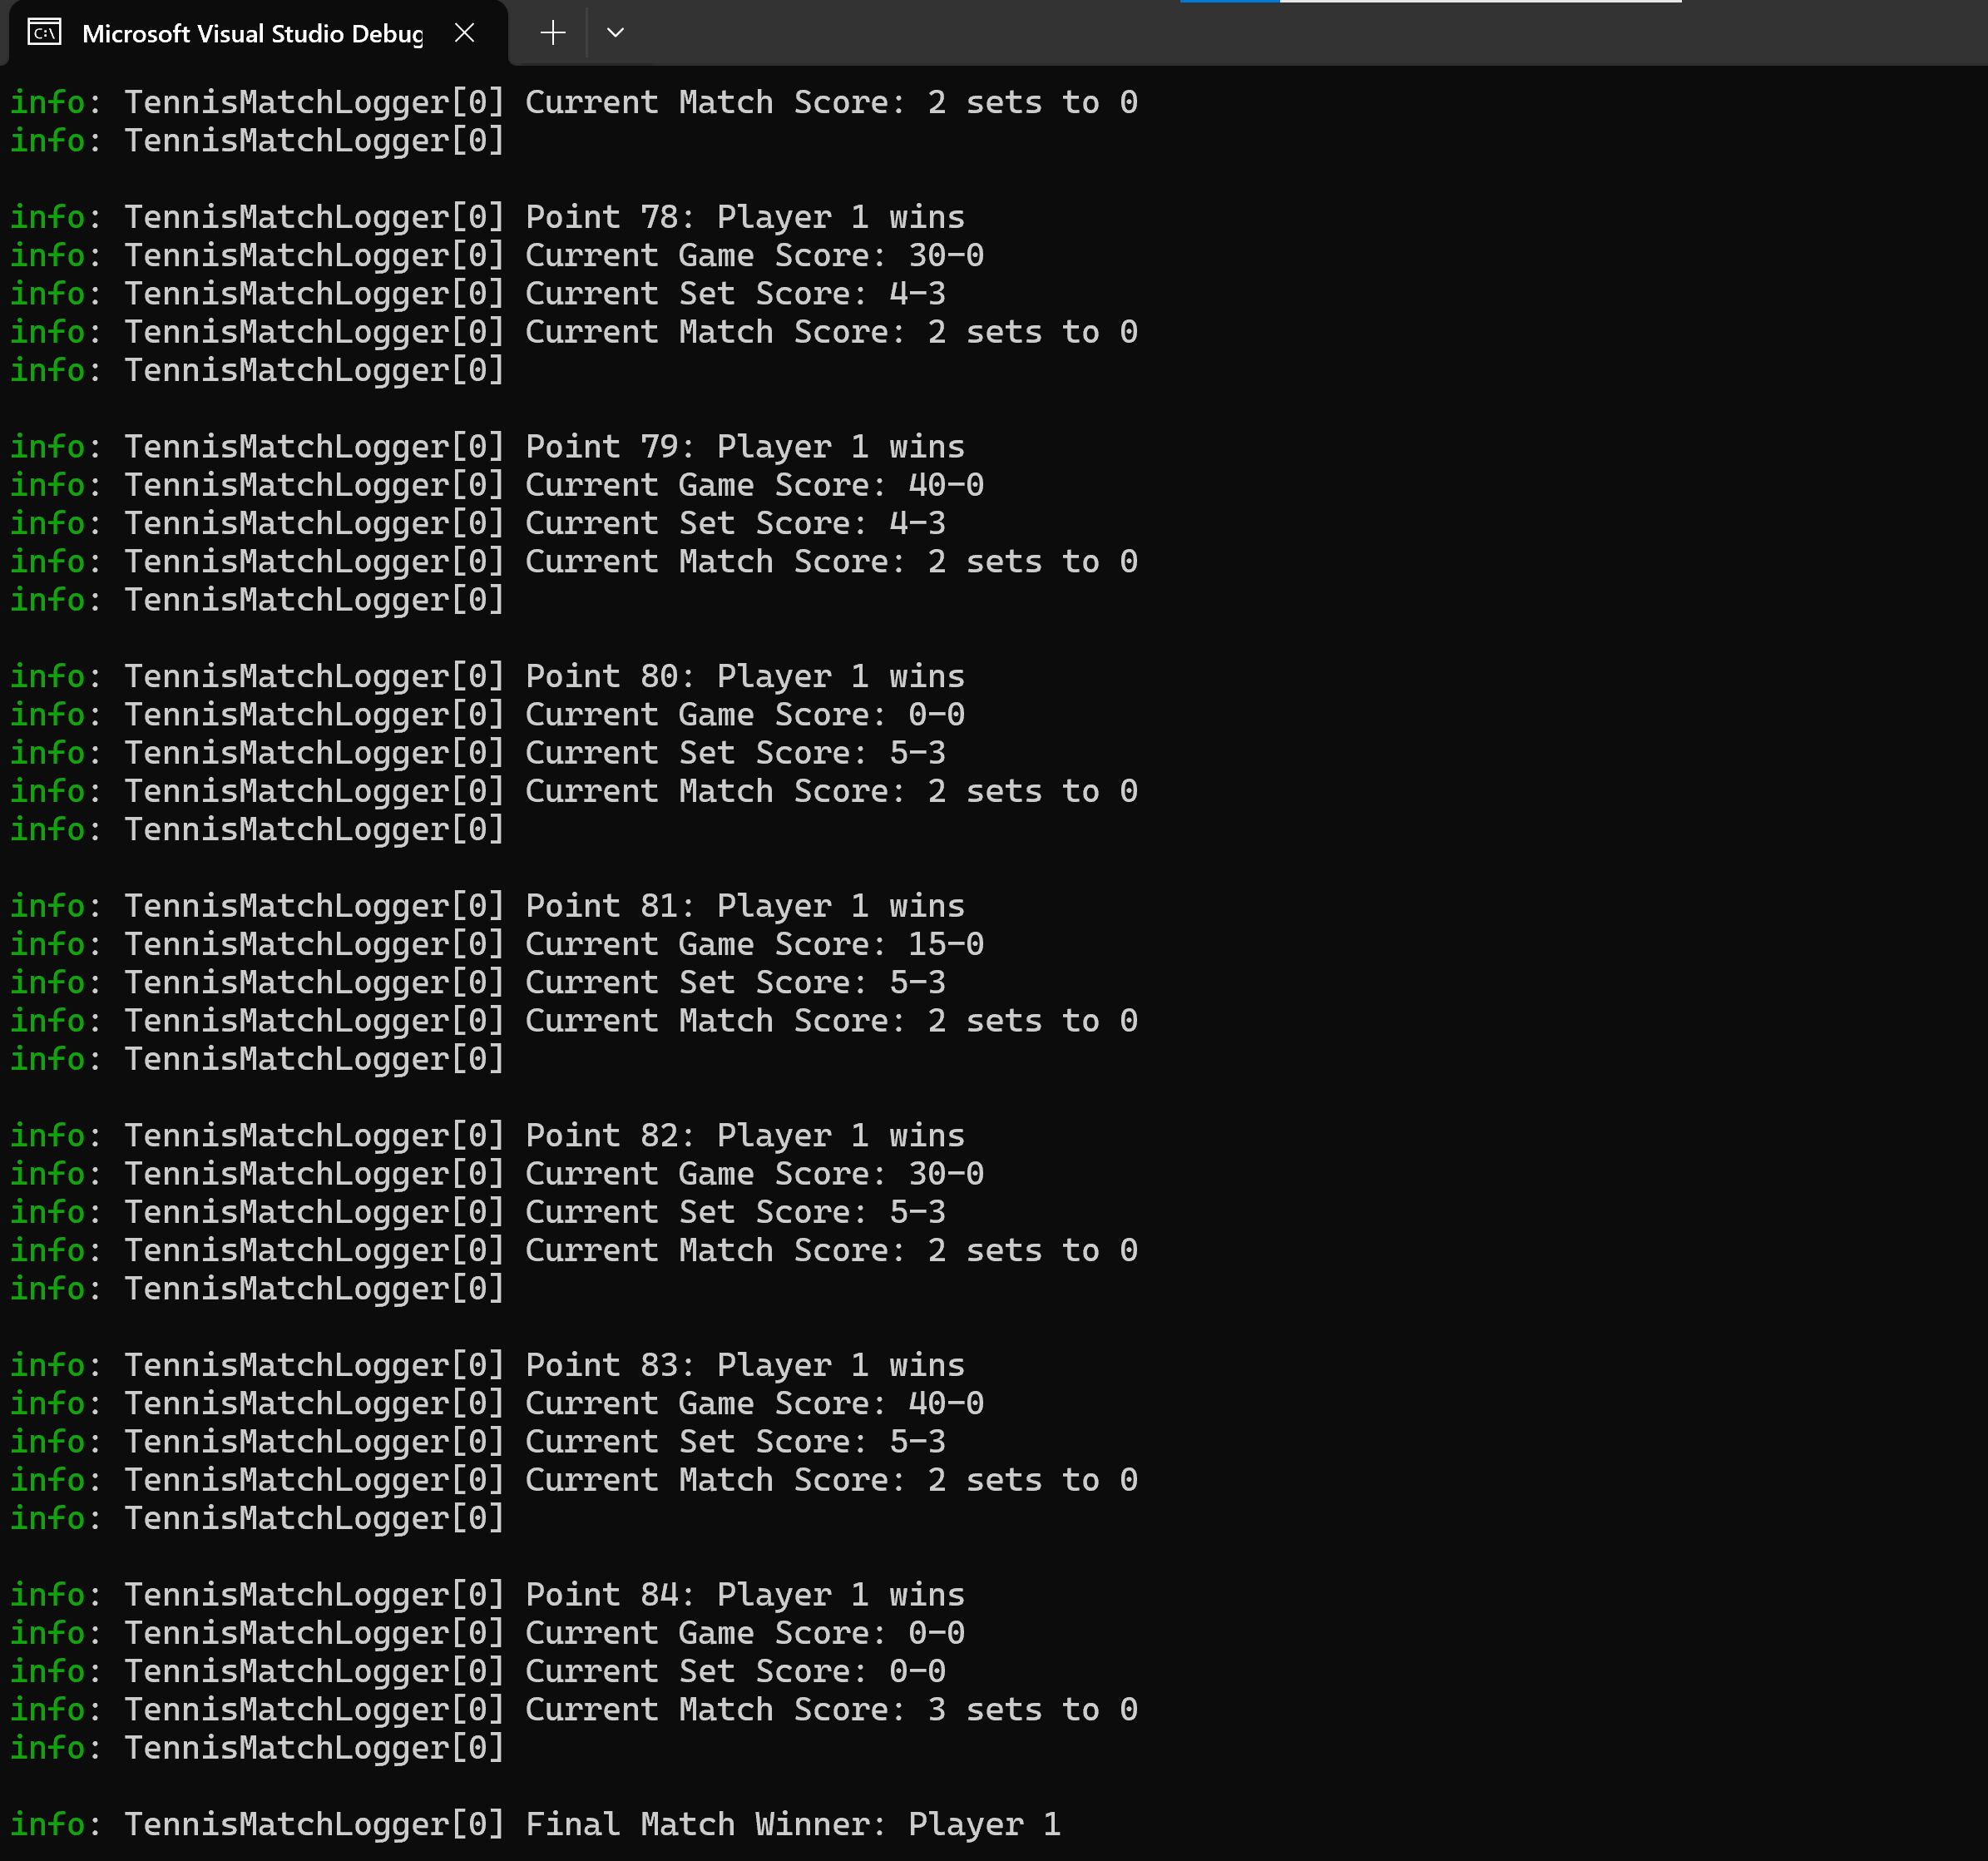 Microsoft Visual Studio Debug
info: TennisMatchLogger[0] Current Match Score: 2 sets to 0
info: TennisMatchLogger[0]
info: TennisMatchLogger[0] Point 78: Player 1 wins
info: TennisMatchLogger[0] Current Game Score: 30-0
info: TennisMatchLogger[0] Current Set Score: 4-3
info: TennisMatchLogger[0] Current Match Score: 2 sets to 0
info: TennisMatchLogger[0]
info: TennisMatchLogger[0] Point 79: Player 1 wins
info: TennisMatchLogger[0] Current Game Score: 40-0
info: TennisMatchLogger[0] Current Set Score: 4-3
info: TennisMatchLogger[0] Current Match Score: 2 sets to 0
info: TennisMatchLogger[0]
info: TennisMatchLogger[0] Point 80: Player 1 wins
info: TennisMatchLogger[0] Current Game Score: 0-0
info: TennisMatchLogger[0] Current Set Score: 5-3
info: TennisMatchLogger[0] Current Match Score: 2 sets to 0
info: TennisMatchLogger[0]
info: TennisMatchLogger[0] Point 81: Player 1 wins
info: TennisMatchLogger[0] Current Game Score: 15-0
info: TennisMatchLogger[0] Current Set Score: 5-3
info: TennisMatchLogger[0] Current Match Score: 2 sets to 0
info: TennisMatchLogger[0]
info: TennisMatchLogger[0] Point 82: Player 1 wins
info: TennisMatchLogger[0] Current Game Score: 30-0
info: TennisMatchLogger[0] Current Set Score: 5-3
info: TennisMatchLogger[0] Current Match Score: 2 sets to 0
info: TennisMatchLogger[0]
info: TennisMatchLogger[0] Point 83: Player 1 wins
info: TennisMatchLogger[0] Current Game Score: 40-0
info: TennisMatchLogger[0] Current Set Score: 5-3
info: TennisMatchLogger[0] Current Match Score: 2 sets to 0
info: TennisMatchLogger[0]
info: TennisMatchLogger[0] Point 84: Player 1 wins
info: TennisMatchLogger[0] Current Game Score: 0-0
info: TennisMatchLogger[0] Current Set Score: 0-0
info: TennisMatchLogger[0] Current Match Score: 3 sets to 0
info: TennisMatchLogger[0]
info: TennisMatchLogger[0] Final Match Winner: Player 1